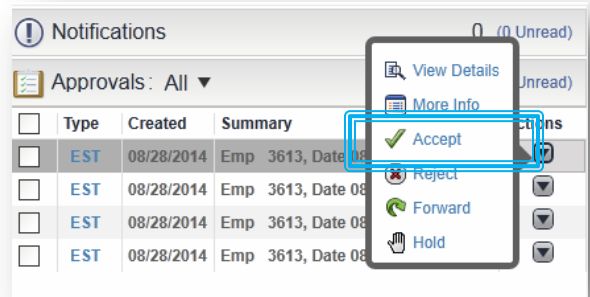 Notifications 0 (0 Unread)
Approvals: All Unread)
Type Created Summary
EST 08/28/2014 Emp 3613, Date 08
EST 08/28/2014 Emp 3613, Date 08
EST 08/28/2014 Emp 3613, Date 08
EST 08/28/2014 Emp 3613, Date 08
View Details
More Info
Accept
Reject
Forward
Hold